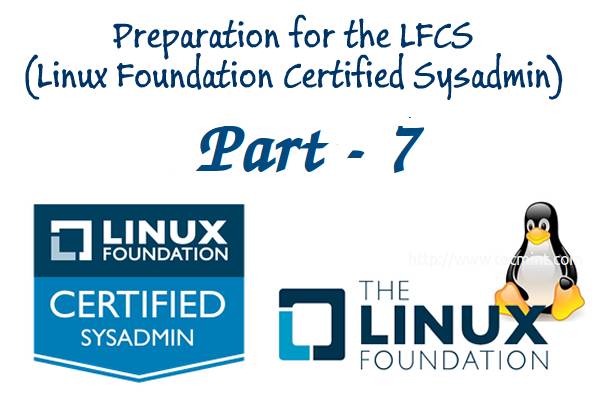 Preparation for the LFCS
(Linux Foundation Certified Sysadmin)
Part - 7
LINUX
FOUNDATION
CERTIFIED
SYSADMIN
THE
LINUX
FOUNDATION